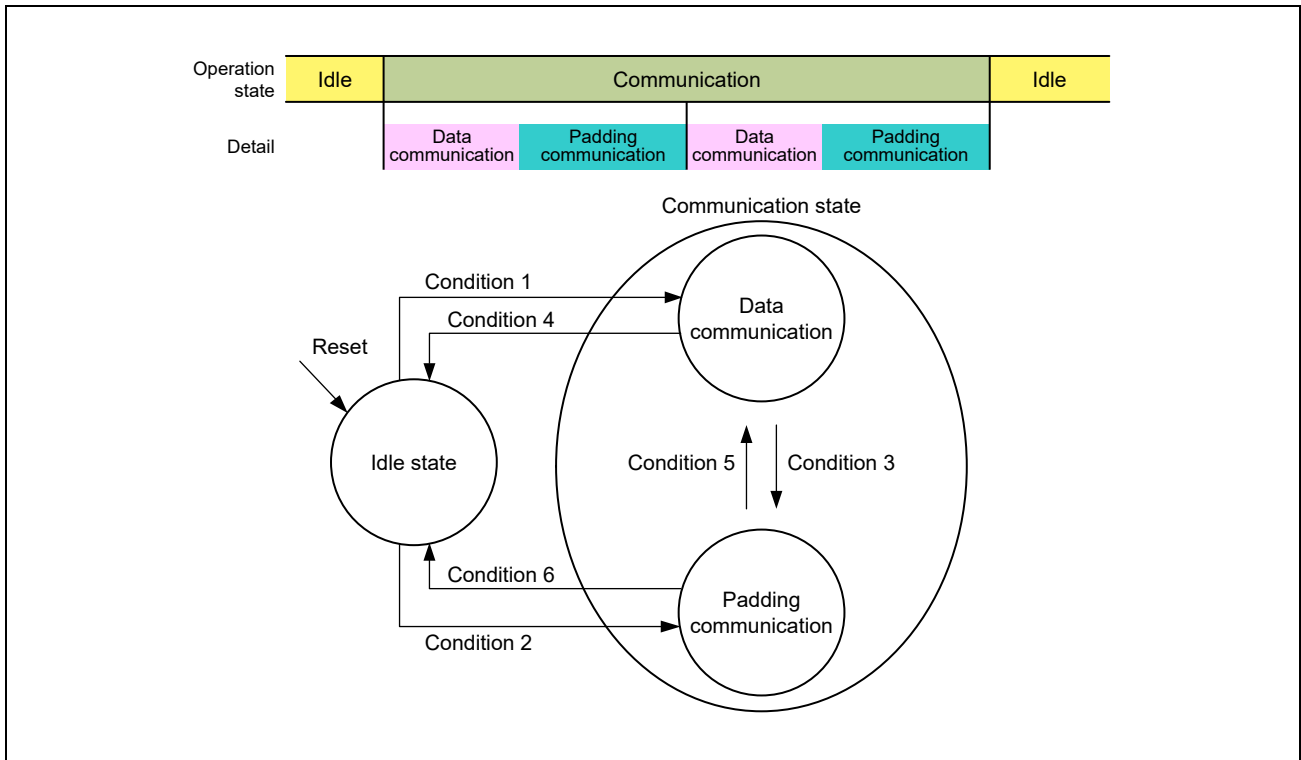 Operation
state
Idle
Communication
Idle
Detail
Data
communication
Padding
communication
Data
communication
Padding
communication
Communication state
Condition 1
Data
communication
Condition 4
Reset
Idle state
Condition 5
Condition 3
Condition 6
Padding
communication
Condition 2